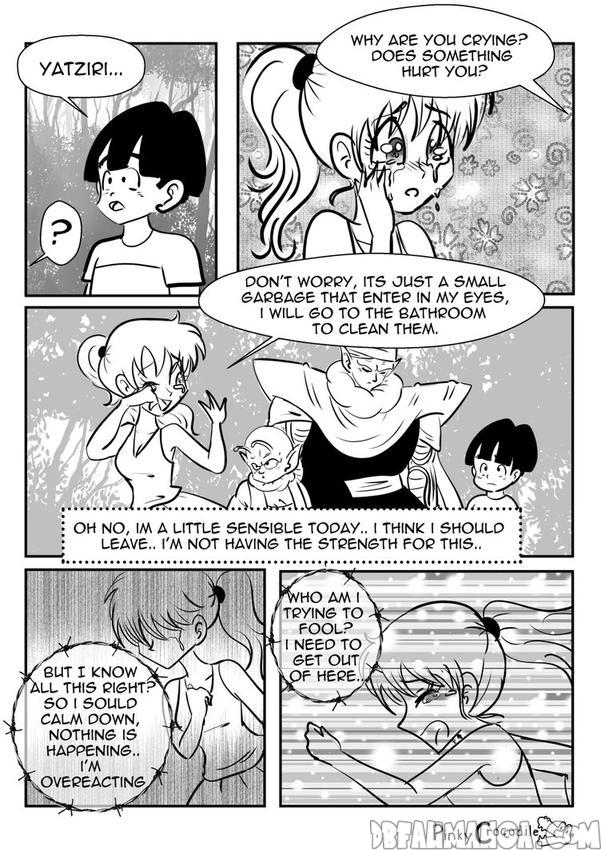 YATZIRI...
?
WHY ARE YOU CRYING?
DOES SOMETHING
HURT YOU?
DON'T WORRY, ITS JUST A SMALL
GARBAGE THAT ENTER IN MY EYES,
I WILL GO TO THE BATHROOM
TO CLEAN THEM.
OH NO, IM A LITTLE SENSIBLE TODAY.. I THINK I SHOULD
LEAVE.. I'M NOT HAVING THE STRENGTH FOR THIS..
BUT I KNOW
ALL THIS RIGHT?
SO I SOULD
CALM DOWN,
NOTHING IS
HAPPENING..
I'M
OVEREACTING
WHO AM I
TRYING TO
FOOL?
I NEED TO
GET OUT
OF HERE..
Pinky Crocodile
DBFANMANGA.COM